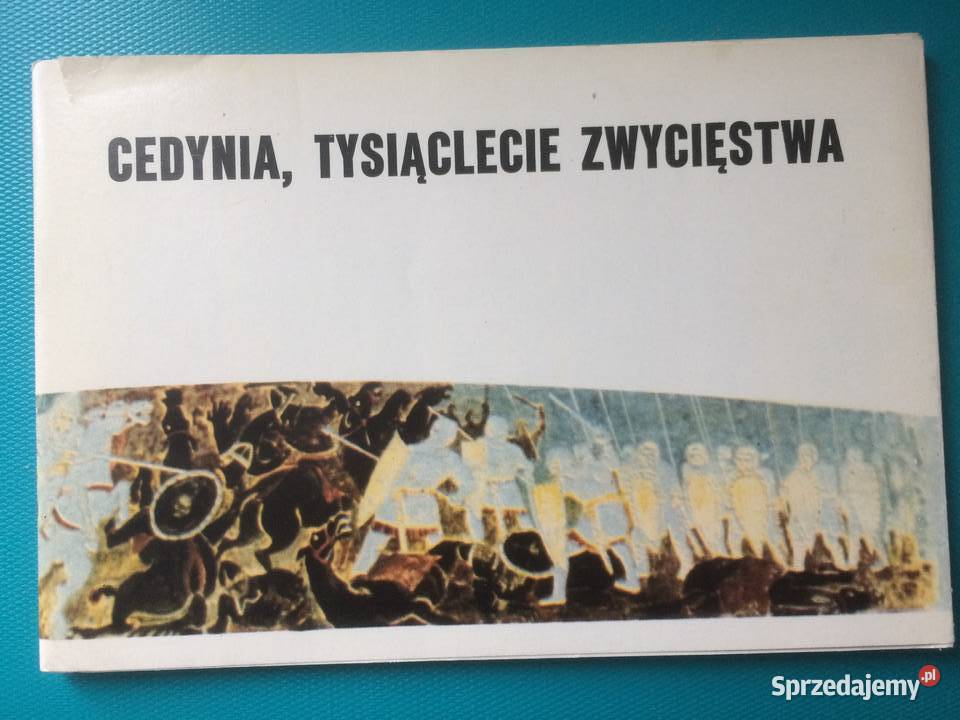 CEDYNIA, TYSIĄCLECIE ZWYCIĘSTWA
Sprzedajemy.pl